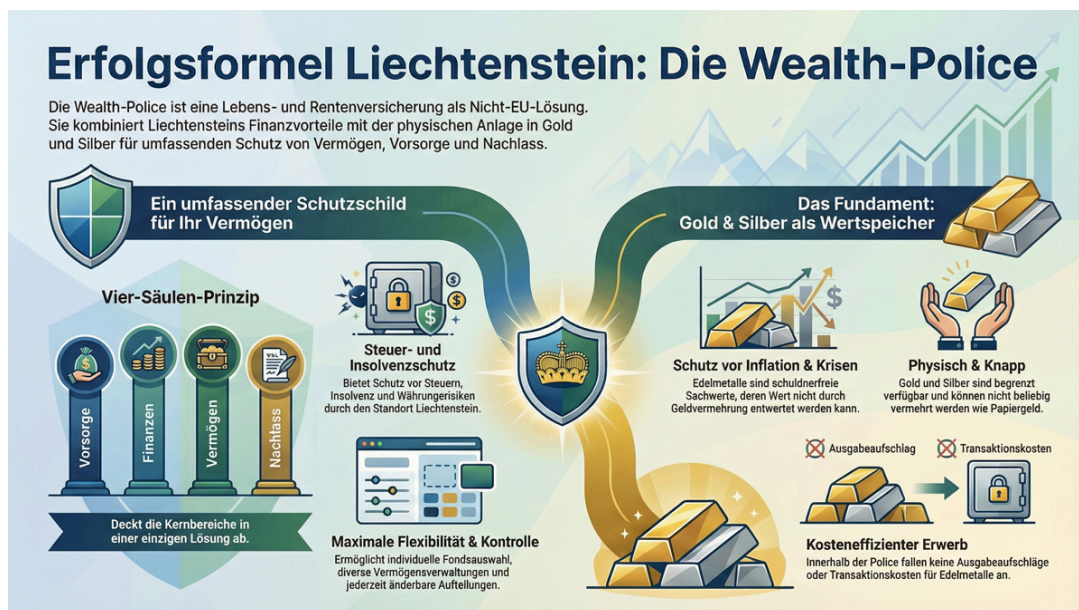 Erfolgsformel Liechtenstein: Die Wealth-Police
Die Wealth-Police ist eine Lebens- und Rentenversicherung als Nicht-EU-Lösung.
Sie kombiniert Liechtensteins Finanzvorteile mit der physischen Anlage in Gold
und Silber für umfassenden Schutz von Vermögen, Vorsorge und Nachlass.
Ein umfassender Schutzschild
für Ihr Vermögen
Vier-Säulen-Prinzip
Vorsorge
Finanzen
Vermögen
Nachlass
Deckt die Kernbereiche in
einer einzigen Lösung ab.
$
$
$
$
Steuer- und
Insolvenzschutz
Bietet Schutz vor Steuern,
Insolvenz und Währungsrisiken
durch den Standort Liechtenstein.
Maximale Flexibilität & Kontrolle
Ermöglicht individuelle Fondsauswahl,
diverse Vermögensverwaltungen und
jederzeit änderbare Aufteilungen.
Das Fundament:
Gold & Silber als Wertspeicher
$
Schutz vor Inflation & Krisen
Edelmetalle sind schuldnerfreie
Sachwerte, deren Wert nicht durch
Geldvermehrung entwertet werden kann.
Physisch & Knapp
Gold und Silber sind begrenzt
verfügbar und können nicht beliebig
vermehrt werden wie Papiergeld.
Ausgabeaufschlag
Transaktionskosten
Kosteneffizienter Erwerb
Innerhalb der Police fallen keine Ausgabeaufschläge
oder Transaktionskosten für Edelmetalle an.